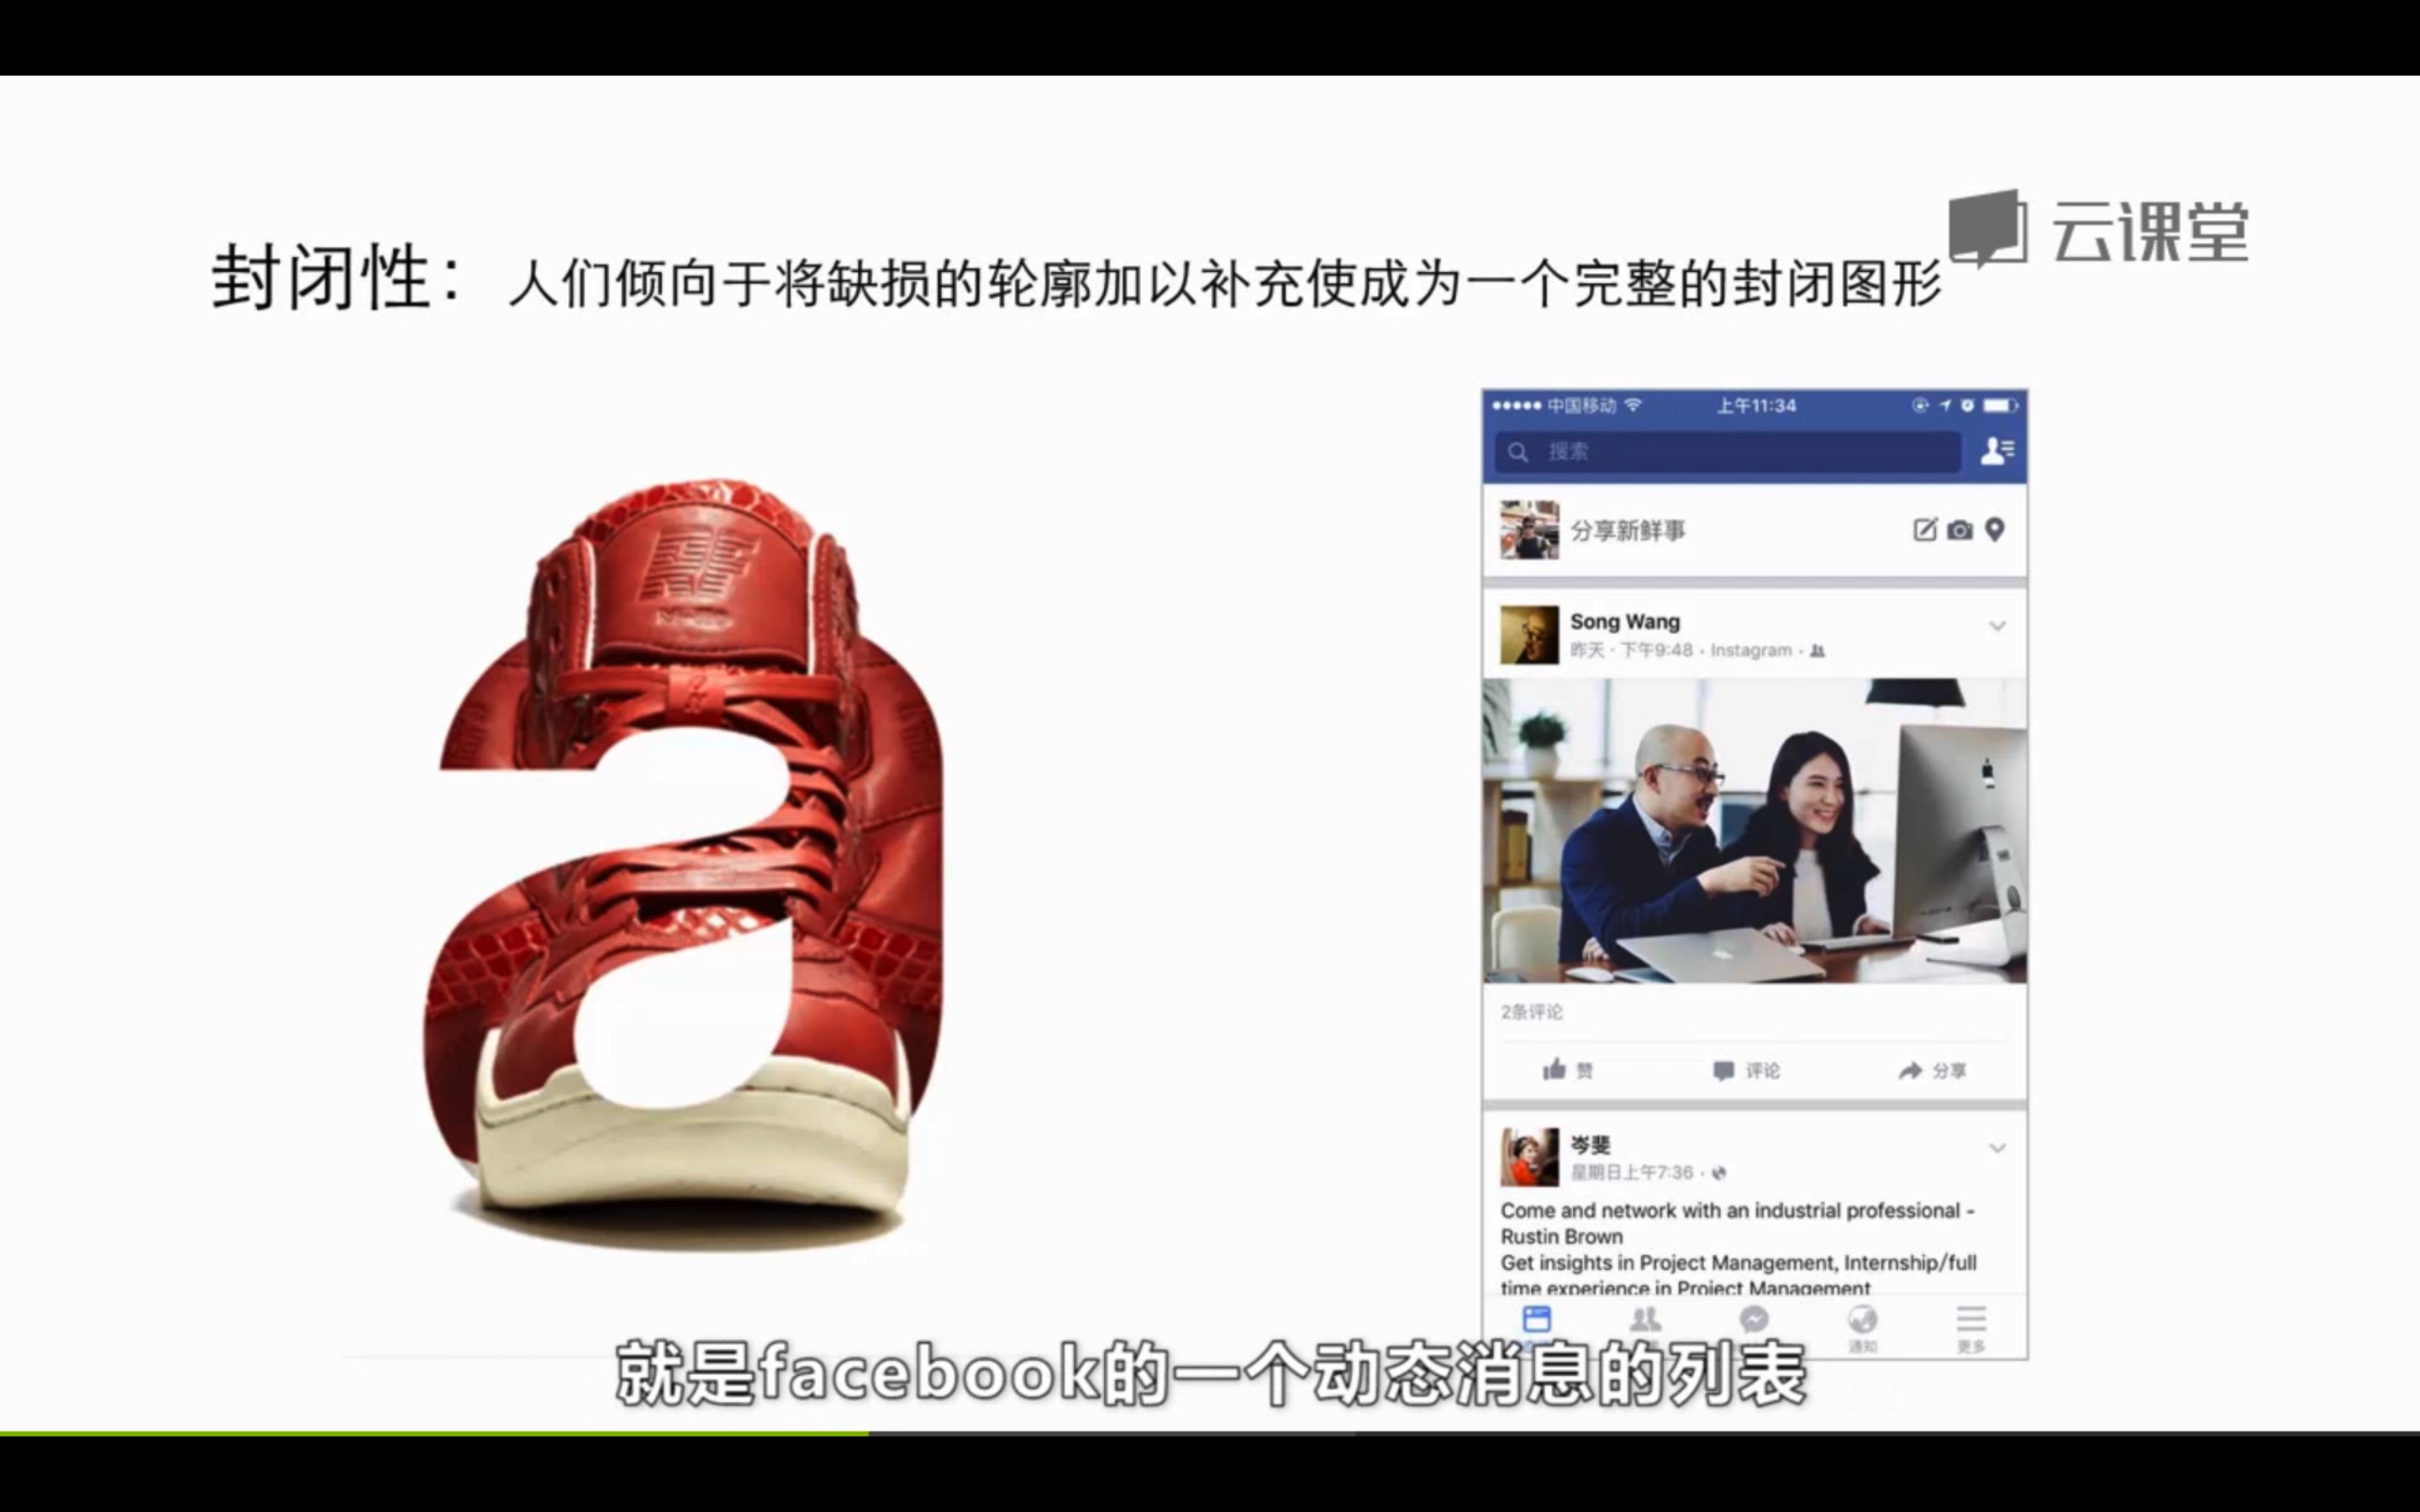 云课堂
封闭性： 人们倾向于将缺损的轮廓加以补充使成为一个完整的封闭图形
中国移动 上午11:34
搜索
分享新鲜事
Song Wang
昨天 · 下午9:48 · Instagram ·
2条评论
赞 评论 分享
岑斐
星期日上午7:36 ·
Come and network with an industrial professional -
Rustin Brown
Get insights in Project Management, Internship/full
time experience in Project Management
通知 更多
就是facebook的一个动态消息的列表